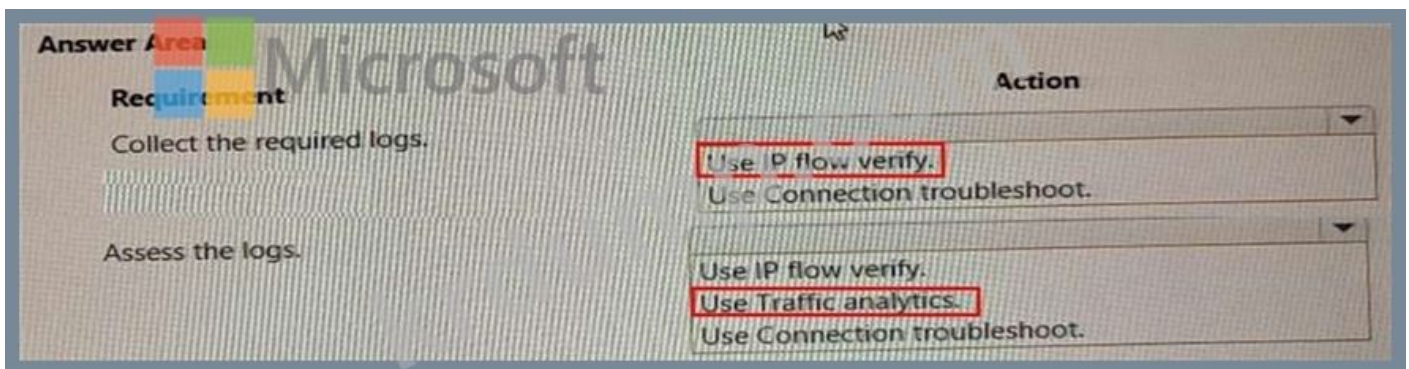 Answer Area
Microsoft
Requirement
Action
Collect the required logs.
Use IP flow verify.
Use Connection troubleshoot.
Assess the logs.
Use IP flow verify.
Use Traffic analytics.
Use Connection troubleshoot.